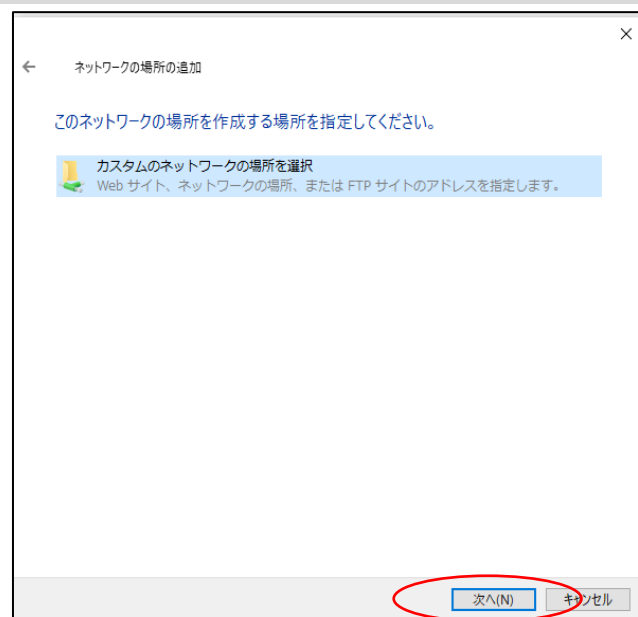 ネットワークの場所の追加
このネットワークの場所を作成する場所を指定してください。
カスタムのネットワークの場所を選択
Web サイト、ネットワークの場所、または FTP サイトのアドレスを指定します。
次へ(N) キャンセル